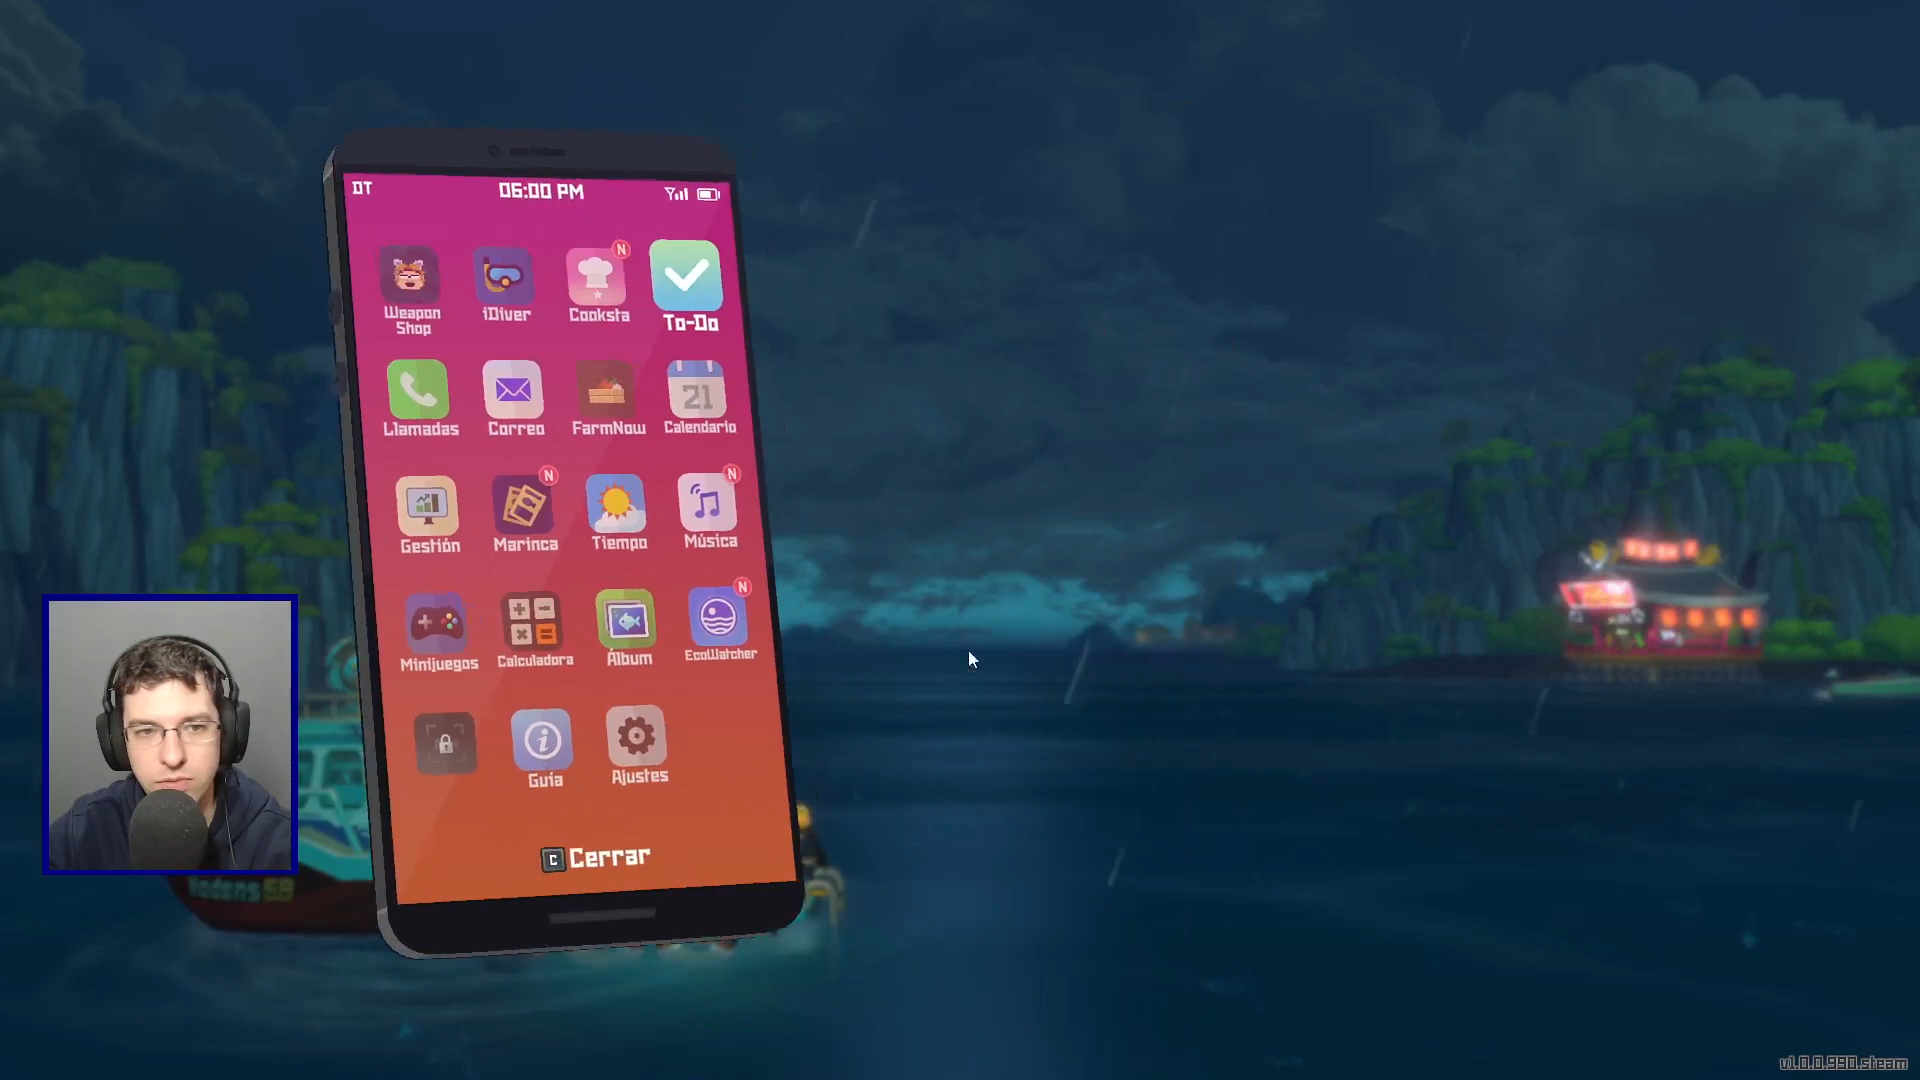 DT 06:00 PM
N
Weapon Shop iDiver Cooksta To-Do
21
Llamadas Correo FarmNow Calendario
N N
Gestión Marinca Tiempo Música
N
Minijuegos Calculadora Álbum EcoWatcher
Guía Ajustes
C Cerrar
v1.0.0.990.steam